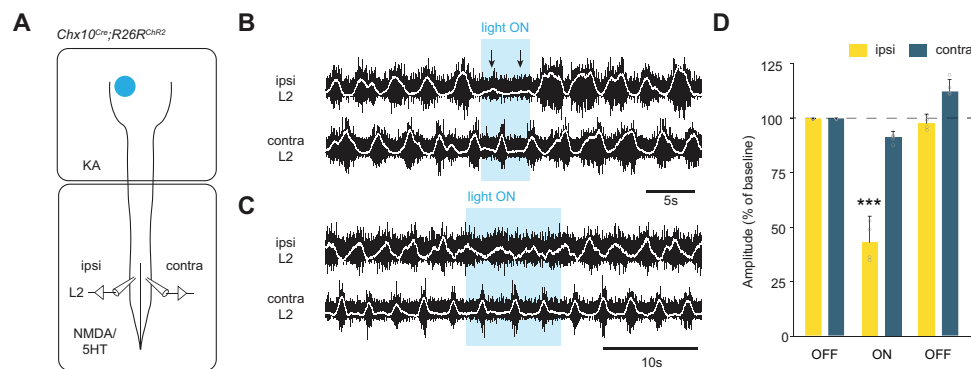 A
Chx10Cre;R26RChR2
KA
ipsi
contra
L2
NMDA/
5HT
B
light ON
ipsi
L2
contra
L2
5s
C
light ON
ipsi
L2
contra
L2
10s
D
ipsi
contra
Amplitude (% of baseline)
125
100
75
50
25
0
***
OFF
ON
OFF